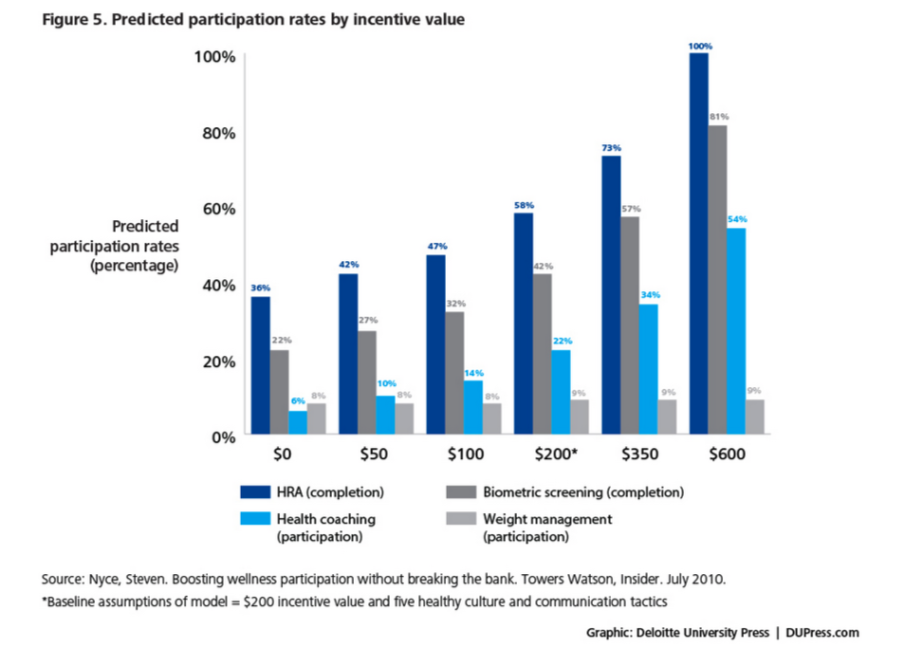 Figure 5. Predicted participation rates by incentive value
100%
80%
60%
40%
20%
0%
Predicted
participation rates
(percentage)
36%
22%
6%
8%
42%
27%
10%
8%
47%
32%
14%
8%
58%
42%
22%
9%
73%
57%
34%
9%
100%
81%
54%
9%
$0
$50
$100
$200*
$350
$600
HRA (completion)
Biometric screening (completion)
Health coaching
(participation)
Weight management
(participation)
Source: Nyce, Steven. Boosting wellness participation without breaking the bank. Towers Watson, Insider. July 2010.
*Baseline assumptions of model = $200 incentive value and five healthy culture and communication tactics
Graphic: Deloitte University Press | DUPress.com